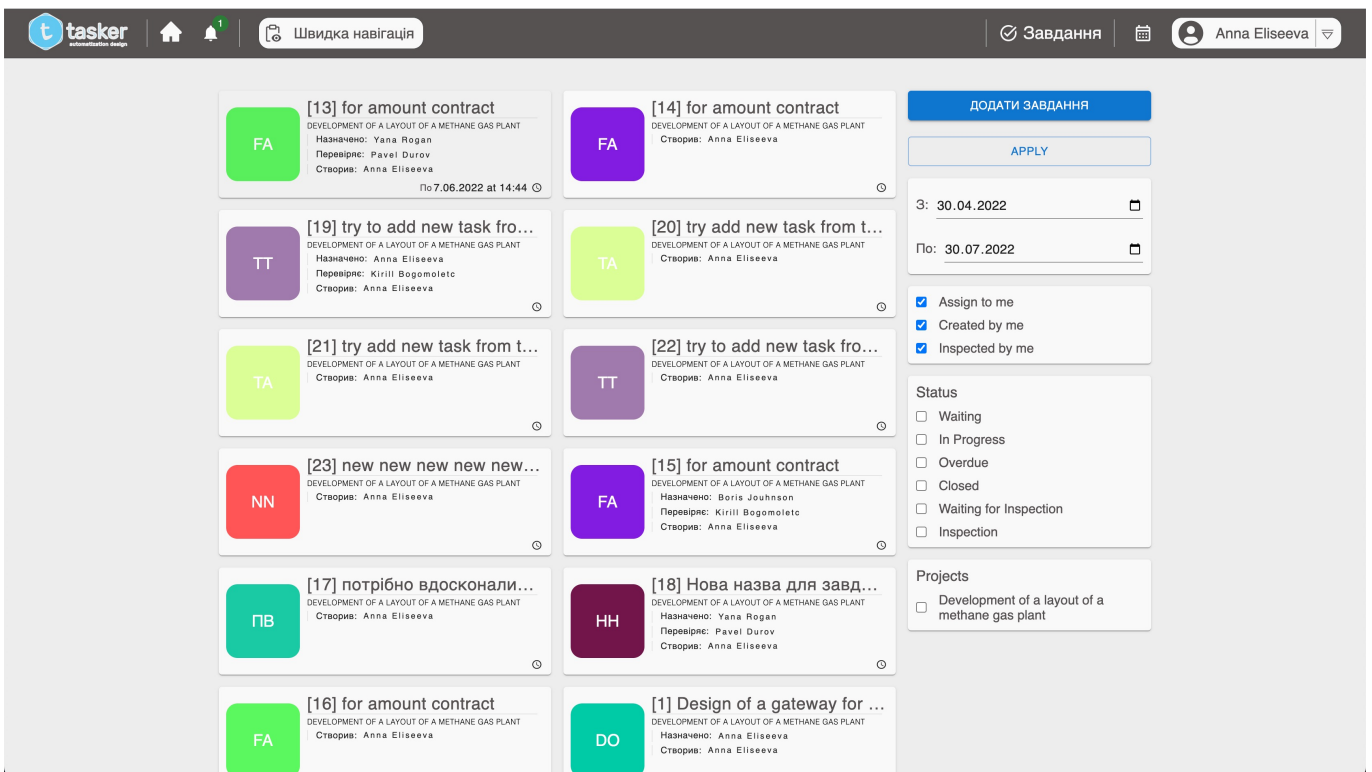 t tasker
automatization design
1
Швидка навігація
Завдання
Anna Eliseeva
FA
[13] for amount contract
DEVELOPMENT OF A LAYOUT OF A METHANE GAS PLANT
Назначено: Yana Rogan
Перевіряє: Pavel Durov
Створив: Anna Eliseeva
По 7.06.2022 at 14:44
FA
[14] for amount contract
DEVELOPMENT OF A LAYOUT OF A METHANE GAS PLANT
Створив: Anna Eliseeva
TT
[19] try to add new task fro...
DEVELOPMENT OF A LAYOUT OF A METHANE GAS PLANT
Назначено: Anna Eliseeva
Перевіряє: Kirill Bogomoletc
Створив: Anna Eliseeva
TA
[20] try add new task from t...
DEVELOPMENT OF A LAYOUT OF A METHANE GAS PLANT
Створив: Anna Eliseeva
TA
[21] try add new task from t...
DEVELOPMENT OF A LAYOUT OF A METHANE GAS PLANT
Створив: Anna Eliseeva
TT
[22] try to add new task fro...
DEVELOPMENT OF A LAYOUT OF A METHANE GAS PLANT
Створив: Anna Eliseeva
NN
[23] new new new new new...
DEVELOPMENT OF A LAYOUT OF A METHANE GAS PLANT
Створив: Anna Eliseeva
FA
[15] for amount contract
DEVELOPMENT OF A LAYOUT OF A METHANE GAS PLANT
Назначено: Boris Jouhnson
Перевіряє: Kirill Bogomoletc
Створив: Anna Eliseeva
ПВ
[17] потрібно вдосконали...
DEVELOPMENT OF A LAYOUT OF A METHANE GAS PLANT
Створив: Anna Eliseeva
НН
[18] Нова назва для завд...
DEVELOPMENT OF A LAYOUT OF A METHANE GAS PLANT
Назначено: Yana Rogan
Перевіряє: Pavel Durov
Створив: Anna Eliseeva
FA
[16] for amount contract
DEVELOPMENT OF A LAYOUT OF A METHANE GAS PLANT
Створив: Anna Eliseeva
DO
[1] Design of a gateway for ...
DEVELOPMENT OF A LAYOUT OF A METHANE GAS PLANT
Назначено: Anna Eliseeva
Створив: Anna Eliseeva
ДОДАТИ ЗАВДАННЯ
APPLY
З: 30.04.2022
По: 30.07.2022
Assign to me
Created by me
Inspected by me
Status
Waiting
In Progress
Overdue
Closed
Waiting for Inspection
Inspection
Projects
Development of a layout of a
methane gas plant